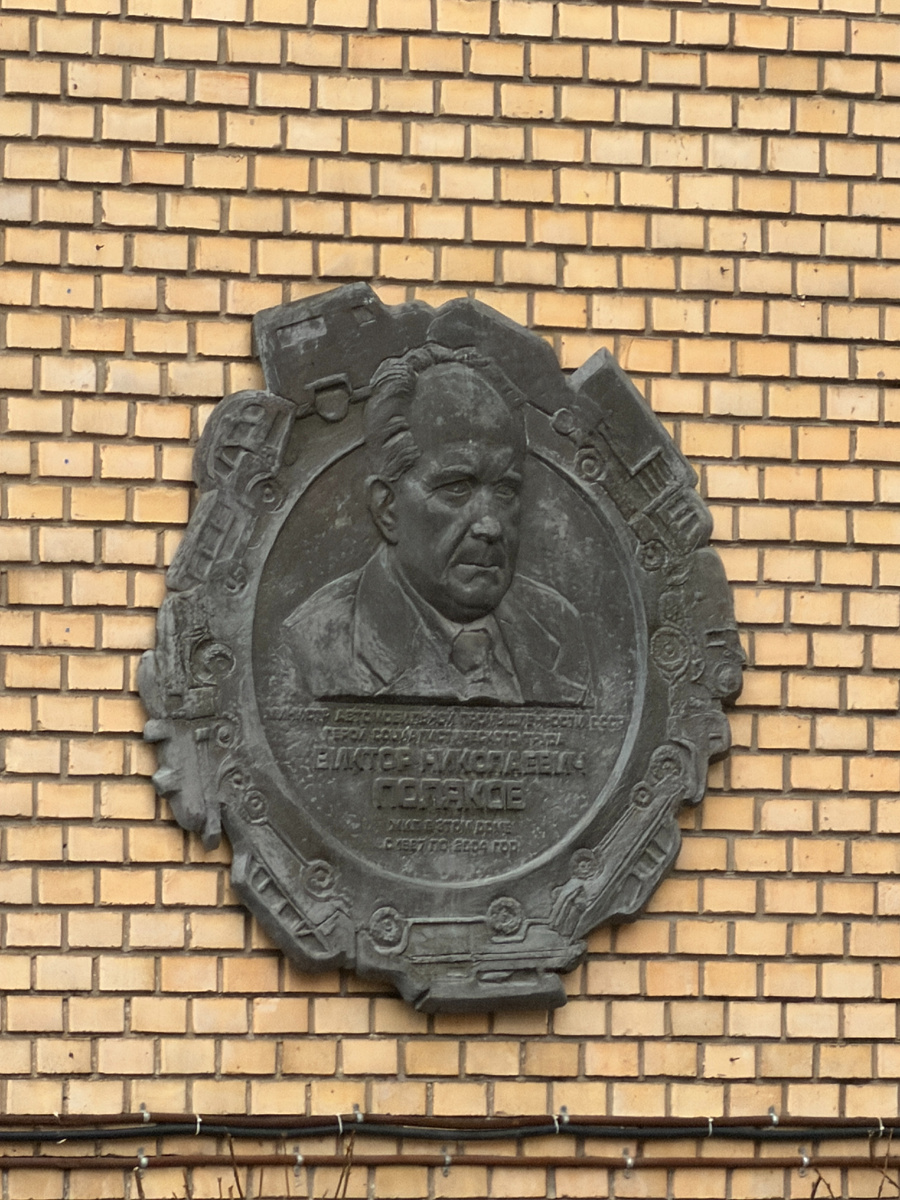 МИНИСТР АВТОМОБИЛЬНОЙ ПРОМЫШЛЕННОСТИ СССР
ГЕРОЙ СОЦИАЛИСТИЧЕСКОГО ТРУДА
ВИКТОР НИКОЛАЕВИЧ
ПОЛЯКОВ
ЖИЛ В ЭТОМ ДОМЕ
С 1987 ПО 2004 ГОД